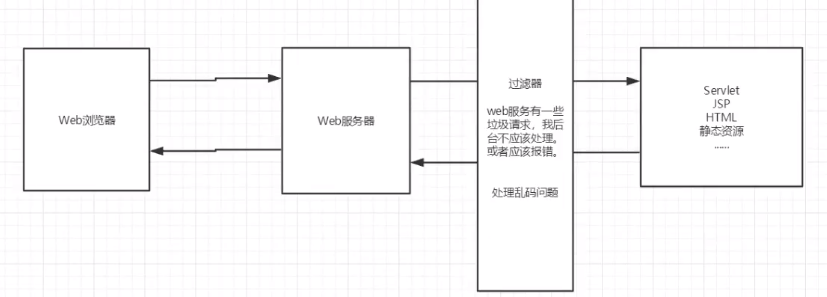 Web浏览器
Web服务器
过滤器
web服务有一些
垃圾请求，我后
台不应该处理。
或者应该报错。
处理乱码问题
Servlet
JSP
HTML
静态资源
......